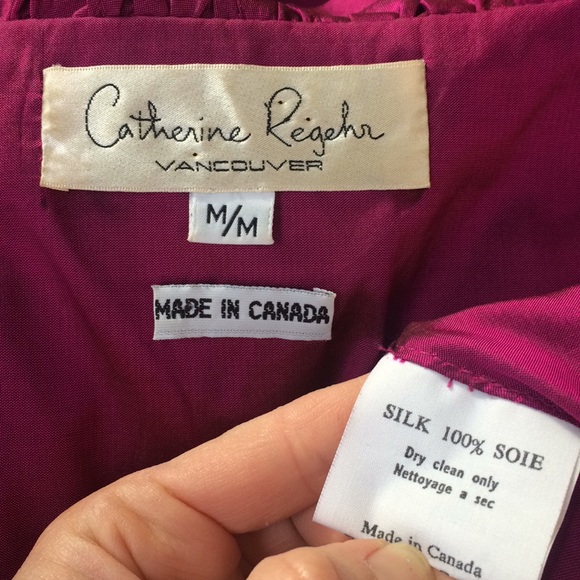 Catherine Regehr
VANCOUVER
M/M
MADE IN CANADA
SILK 100% SOIE
Dry clean only
Nettoyage a sec
Made in Canada